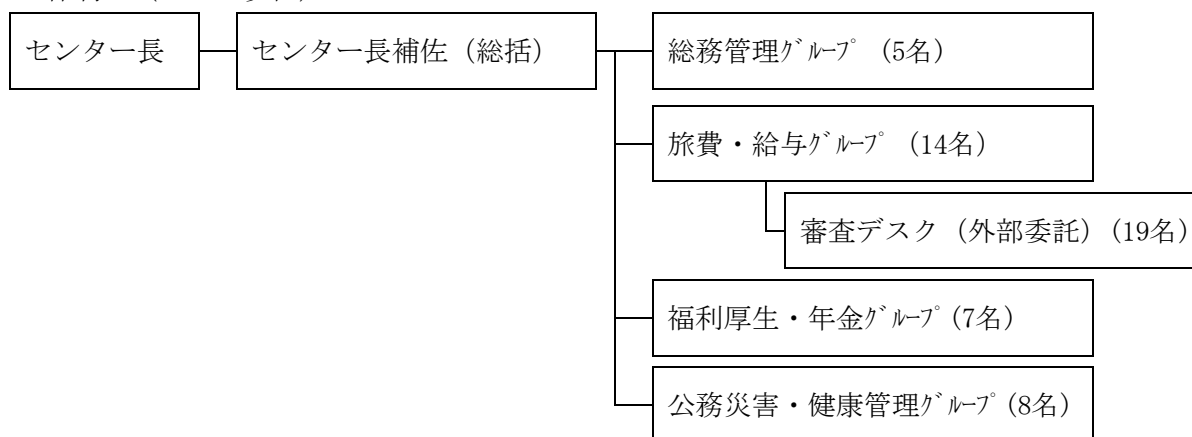 センター長
センター長補佐（総括）
総務管理ｸﾞﾙｰﾌﾟ（5名）
旅費・給与ｸﾞﾙｰﾌﾟ（14名）
審査デスク（外部委託）(19名)
福利厚生・年金ｸﾞﾙｰﾌﾟ(7名)
公務災害・健康管理ｸﾞﾙｰﾌﾟ(8名)